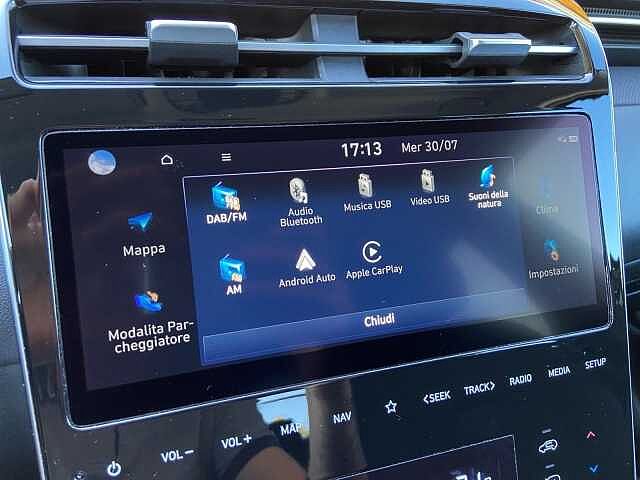 17:13 Mer 30/07
DAB/FM
Audio
Bluetooth
Musica USB
Video USB
Suoni della
natura
Mappa
Clima
AM
Android Auto
Apple CarPlay
Impostazioni
Modalita Par-
cheggiatore
Chiudi
VOL−
VOL+
MAP
NAV
<SEEK
TRACK>
RADIO
MEDIA
SETUP